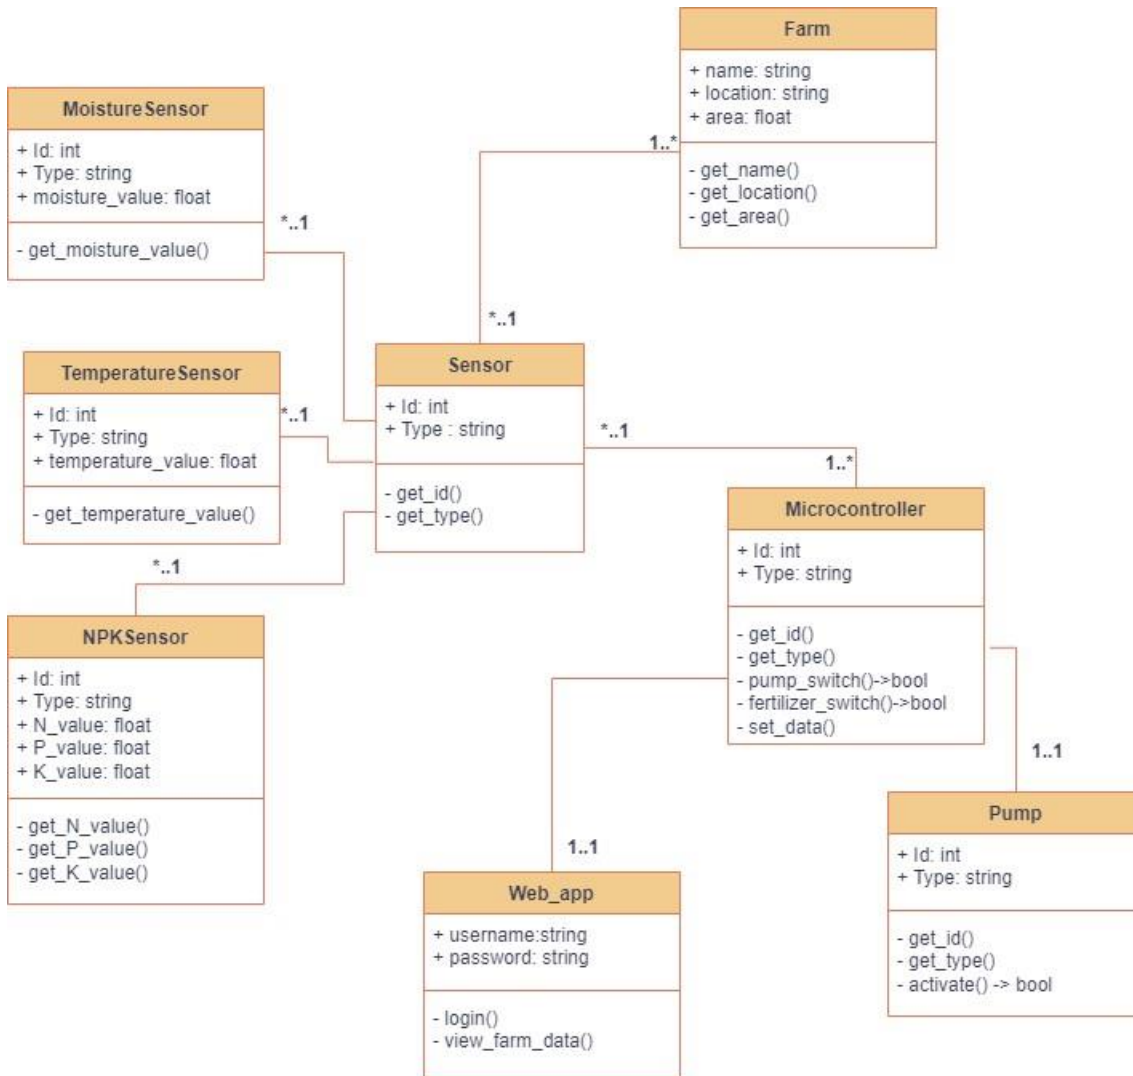 Farm
+ name: string
+ location: string
+ area: float
- get_name()
- get_location()
- get_area()
1..*
MoistureSensor
+ Id: int
+ Type: string
+ moisture_value: float
- get_moisture_value()
*..1
*..1
TemperatureSensor
+ Id: int
+ Type: string
+ temperature_value: float
- get_temperature_value()
*..1
Sensor
+ Id: int
+ Type : string
- get_id()
- get_type()
*..1
1..*
Microcontroller
+ Id: int
+ Type: string
- get_id()
- get_type()
- pump_switch()->bool
- fertilizer_switch()->bool
- set_data()
*..1
NPKSensor
+ Id: int
+ Type: string
+ N_value: float
+ P_value: float
+ K_value: float
- get_N_value()
- get_P_value()
- get_K_value()
1..1
Pump
+ Id: int
+ Type: string
- get_id()
- get_type()
- activate() -> bool
1..1
Web_app
+ username:string
+ password: string
- login()
- view_farm_data()